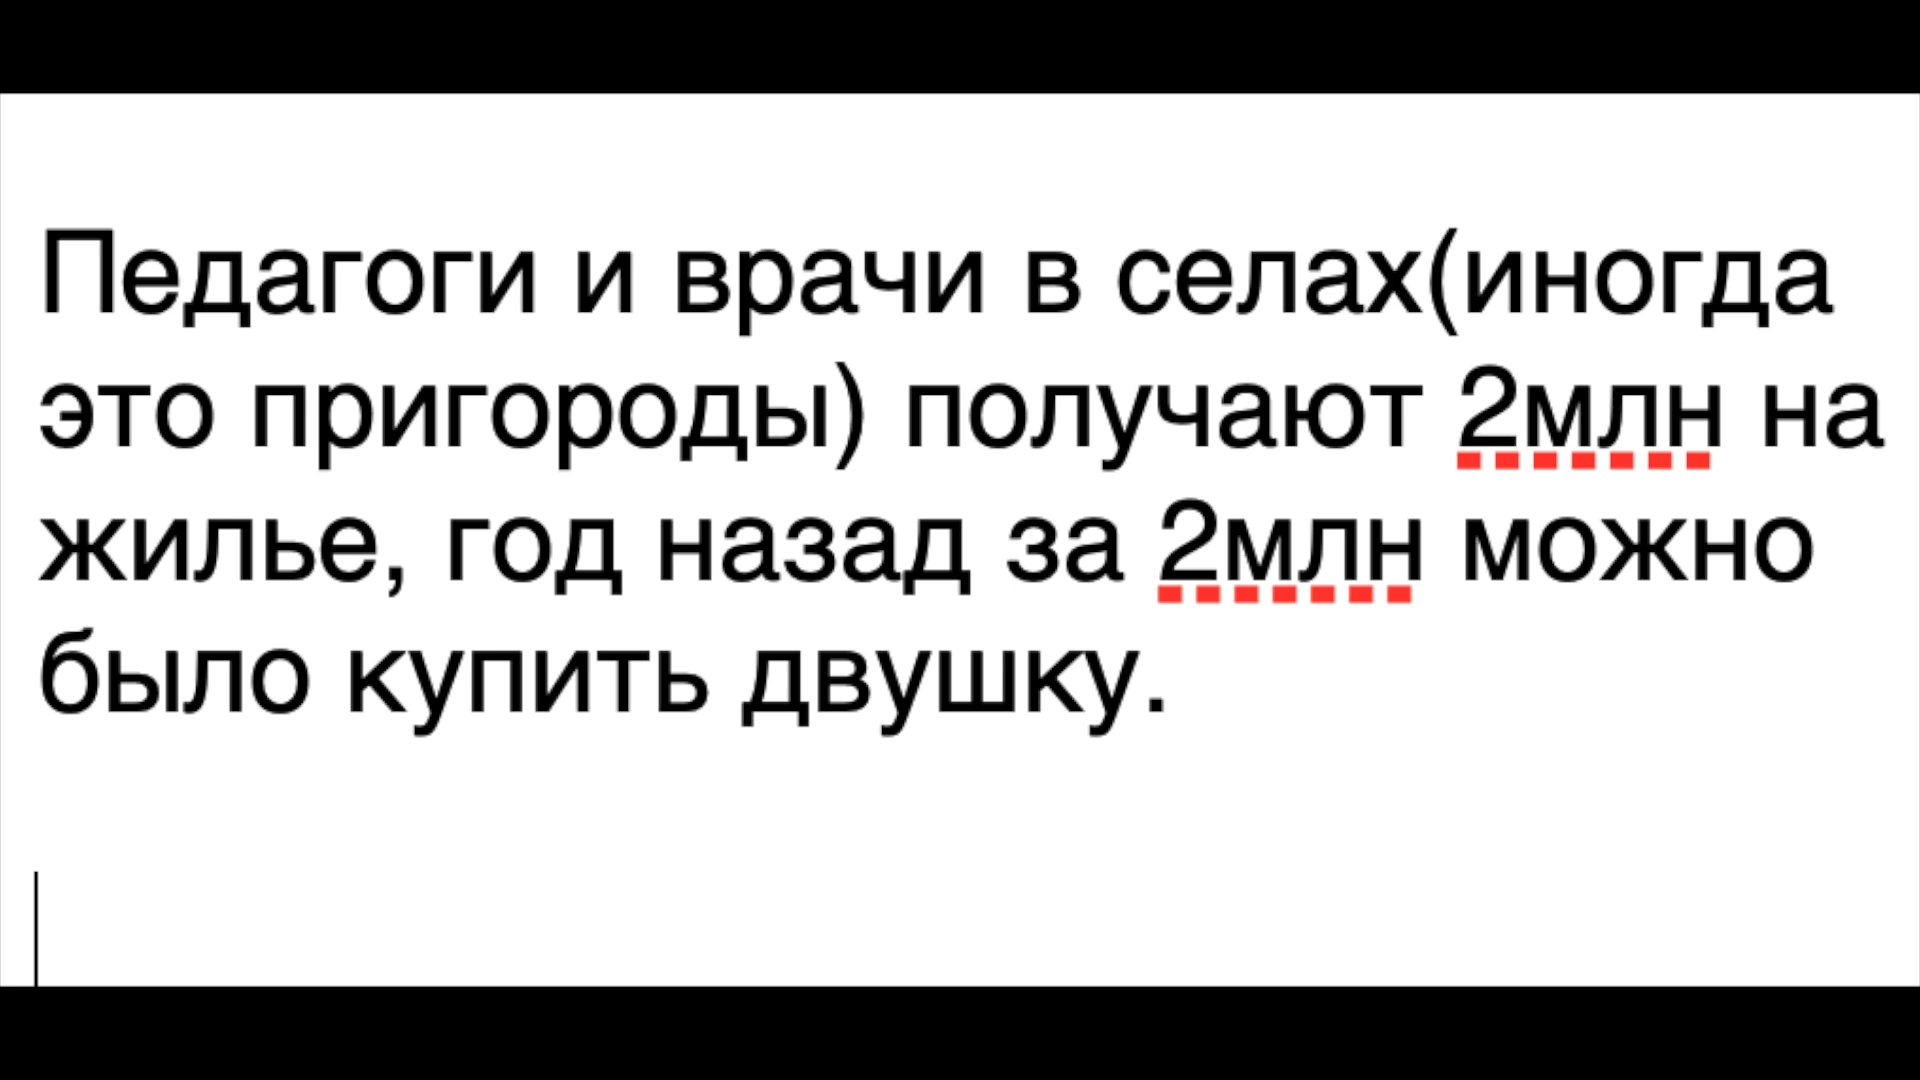 Педагоги и врачи в селах(иногда
это пригороды) получают 2млн на
жилье, год назад за 2млн можно
было купить двушку.